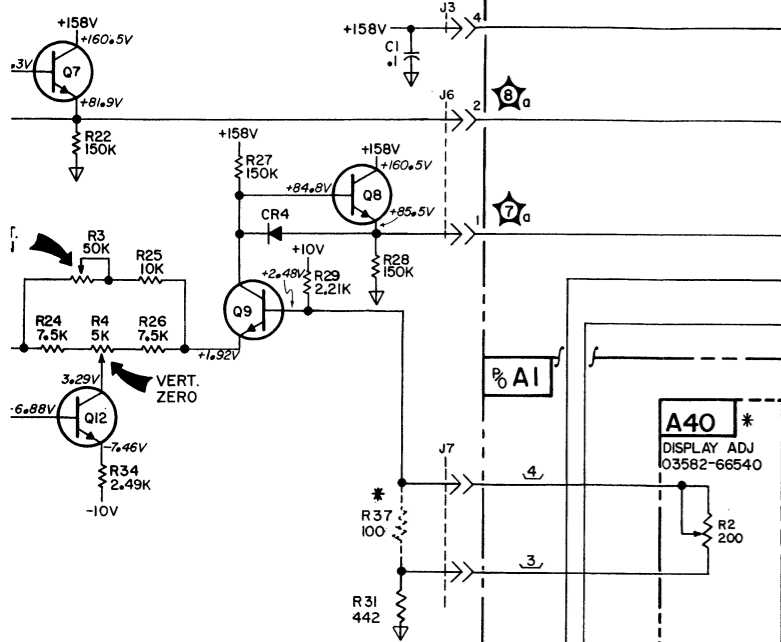 +158V
+160.5V
.3V
Q7
+81.9V
R22
150K
+158V
C1
.1
J3
4
J6
2
8
a
+158V
R27
150K
+158V
+160.5V
+84.8V
Q8
+85.5V
CR4
1
7
a
+10V
+2.48V
R29
2.21K
R28
150K
T.
R3
50K
R25
10K
Q9
R24
7.5K
R4
5K
R26
7.5K
+1.92V
3.29V
VERT.
ZERO
-6.88V
Q12
-7.46V
R34
2.49K
-10V
P/O A1
A40 *
DISPLAY ADJ
03582-66540
J7
4
*
R37
100
R2
200
3
R31
442